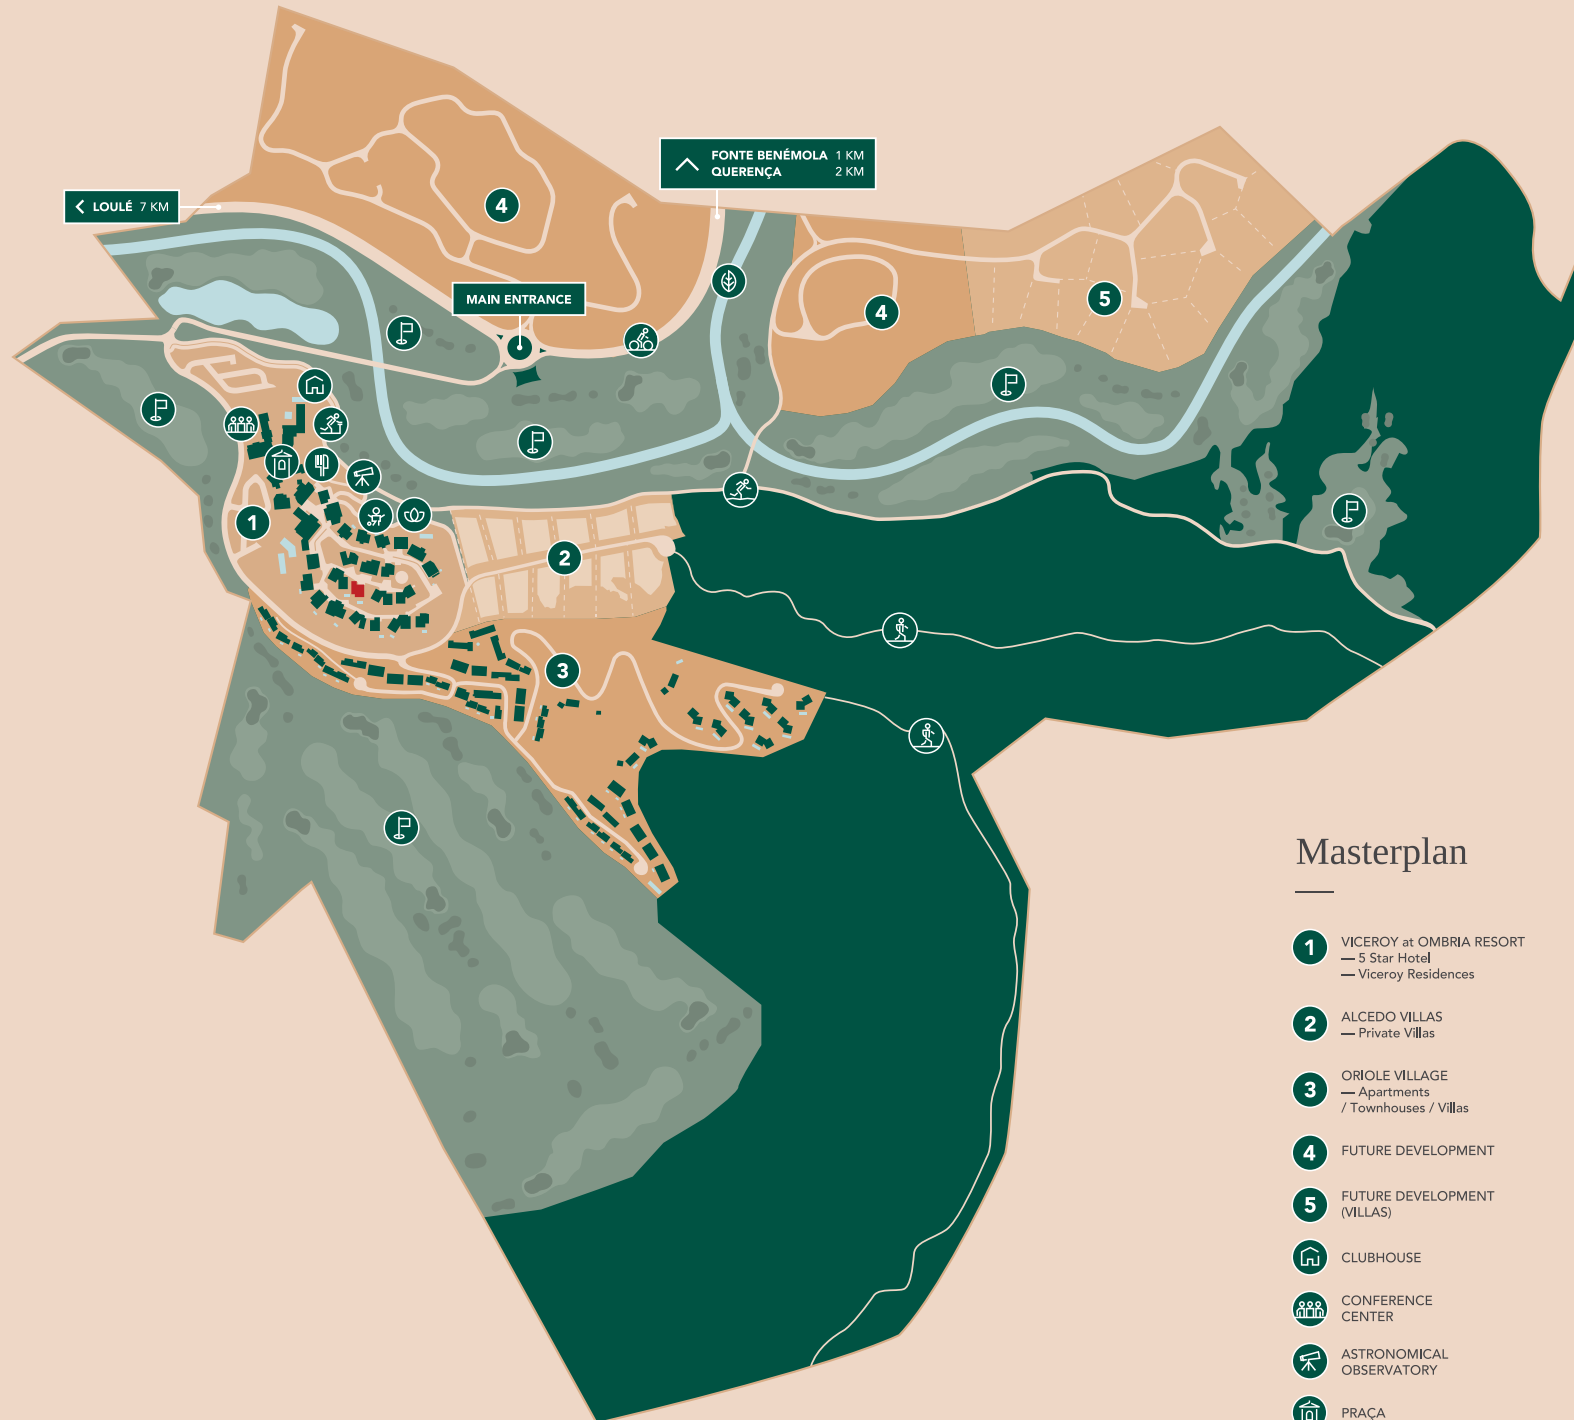 FONTE BENÉMOLA 1 KM
QUERENÇA 2 KM
LOULÉ 7 KM
4
MAIN ENTRANCE
4
5
1
2
3
Masterplan
1 VICEROY at OMBRIA RESORT
— 5 Star Hotel
— Viceroy Residences
2 ALCEDO VILLAS
— Private Villas
3 ORIOLE VILLAGE
— Apartments
/ Townhouses / Villas
4 FUTURE DEVELOPMENT
5 FUTURE DEVELOPMENT
(VILLAS)
CLUBHOUSE
CONFERENCE
CENTER
ASTRONOMICAL
OBSERVATORY
PRAÇA